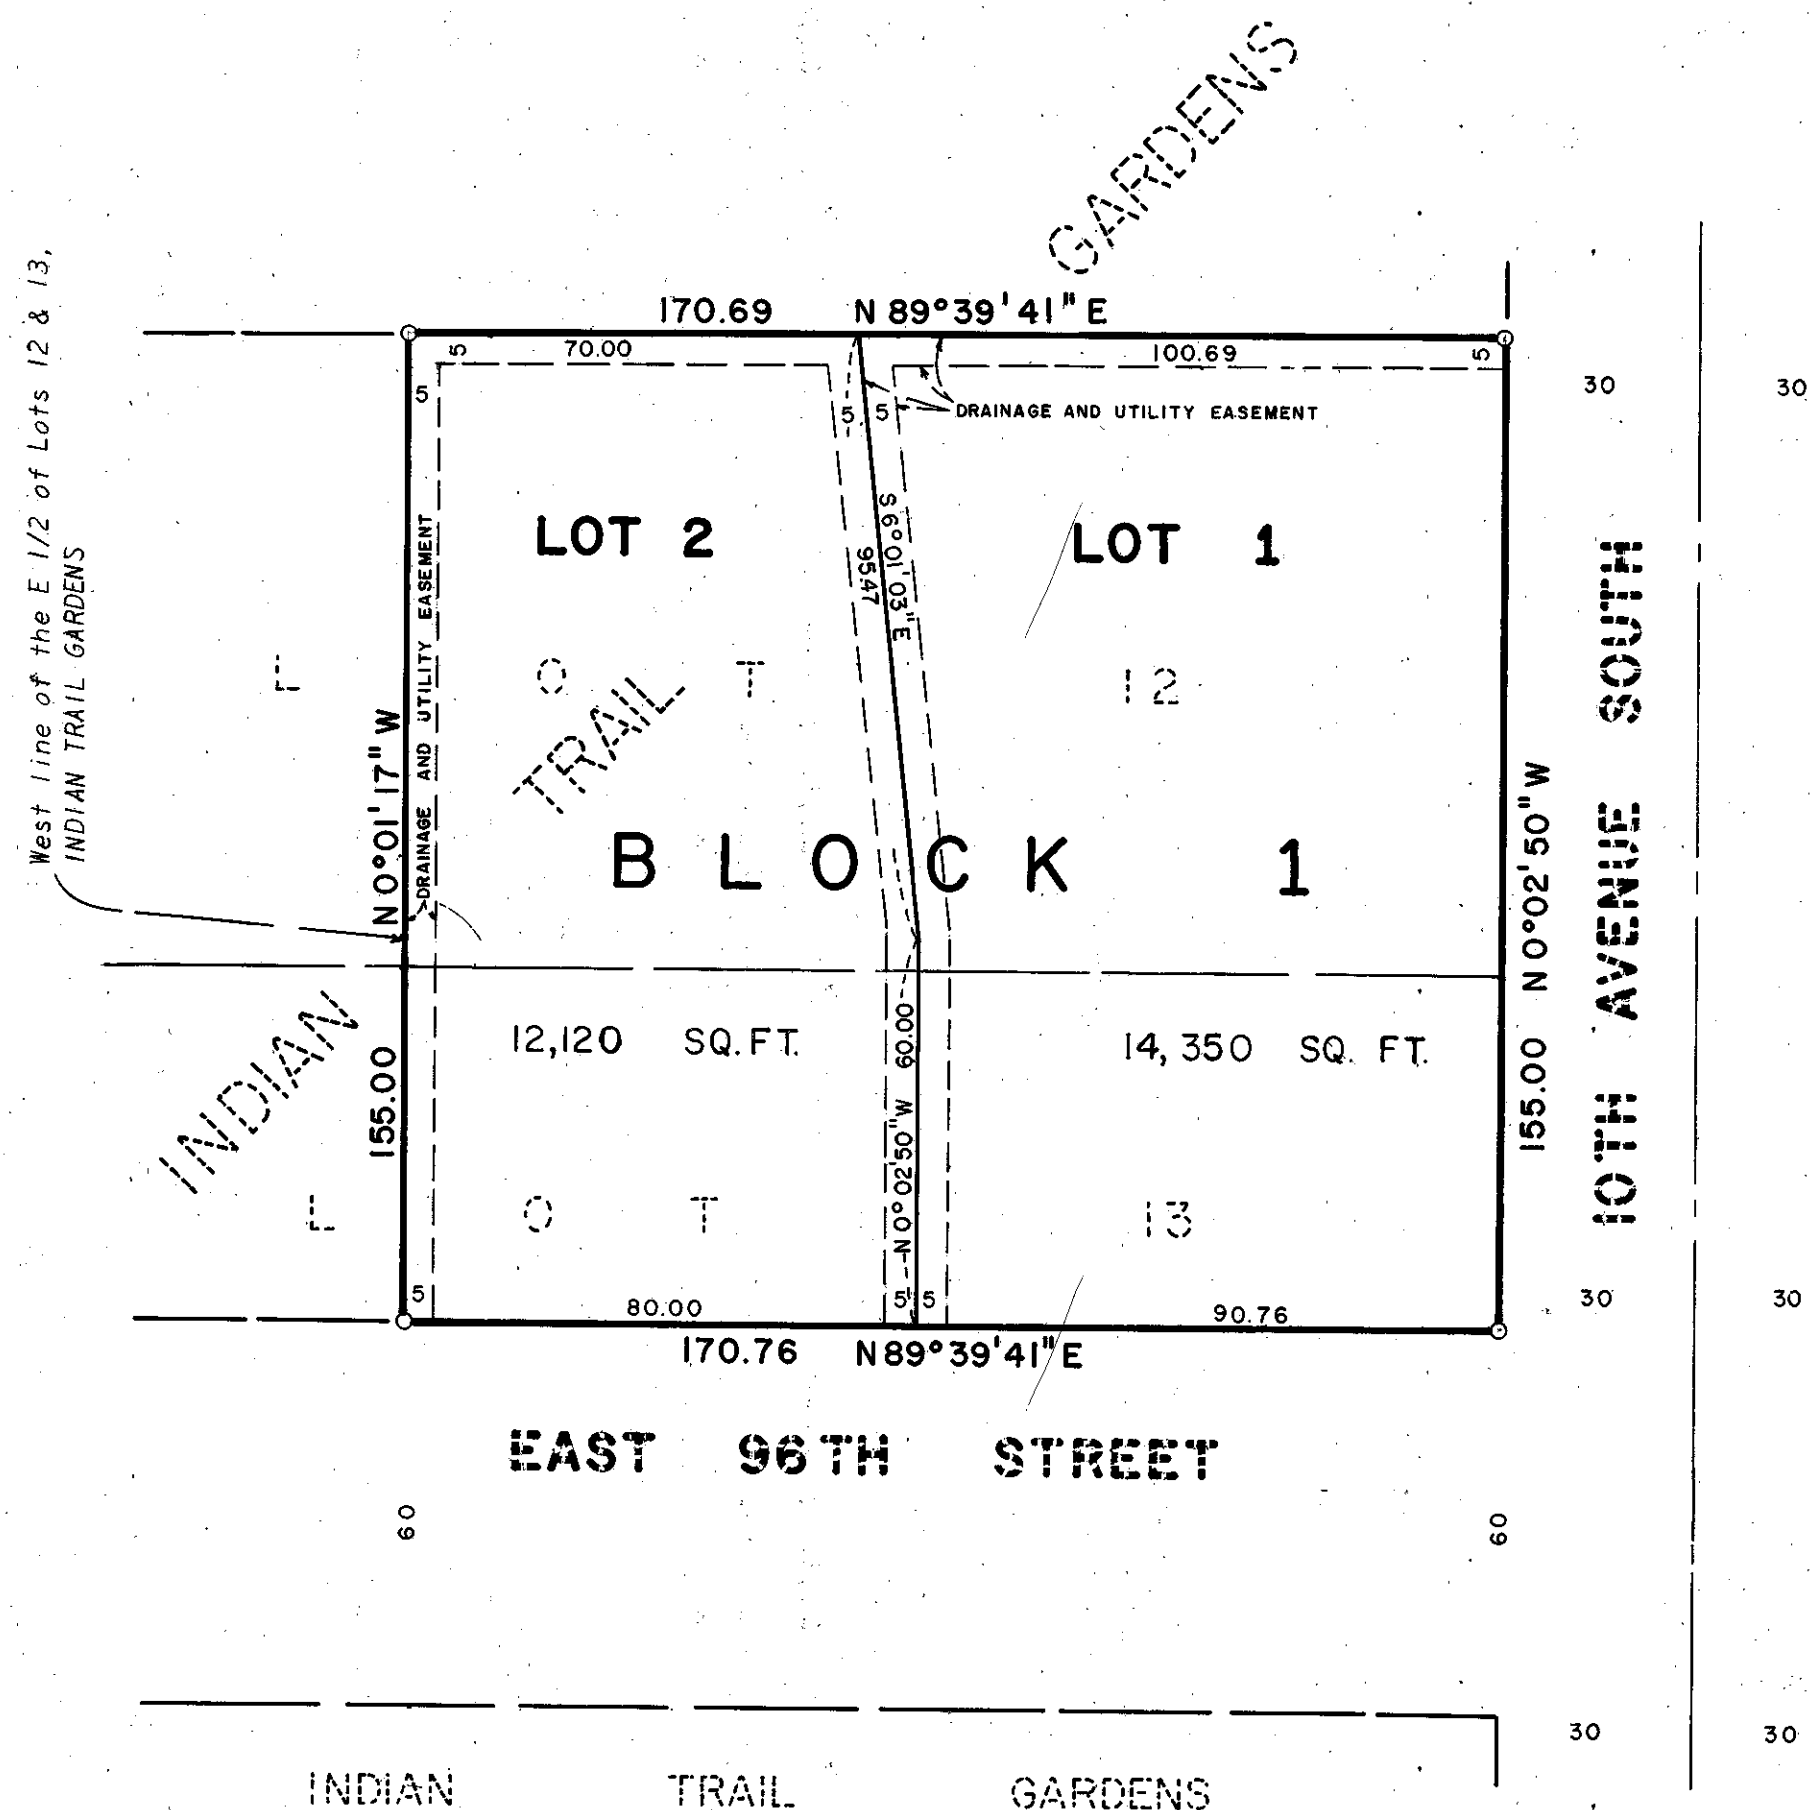 GARDENS
West line of the E 1/2 of Lots 12 & 13,
INDIAN TRAIL GARDENS
170.69 N 89°39'41" E
5 70.00 100.69 5
30 30
5 5 5
DRAINAGE AND UTILITY EASEMENT
LOT 2 LOT 1
S 6°01'03" E
9547
DRAINAGE AND UTILITY EASEMENT
L O T 12
TRAIL
N 0°01'17" W
155.00
BLOCK 1
N 0°02'50" W
155.00
10TH AVENUE SOUTH
INDIAN
12,120 SQ. FT. 14,350 SQ. FT.
60.00
N 0°02'50" W
L O T 13
5 5 5
80.00 90.76
30 30
170.76 N 89°39'41" E
EAST 96TH STREET
60 60
30 30
INDIAN TRAIL GARDENS